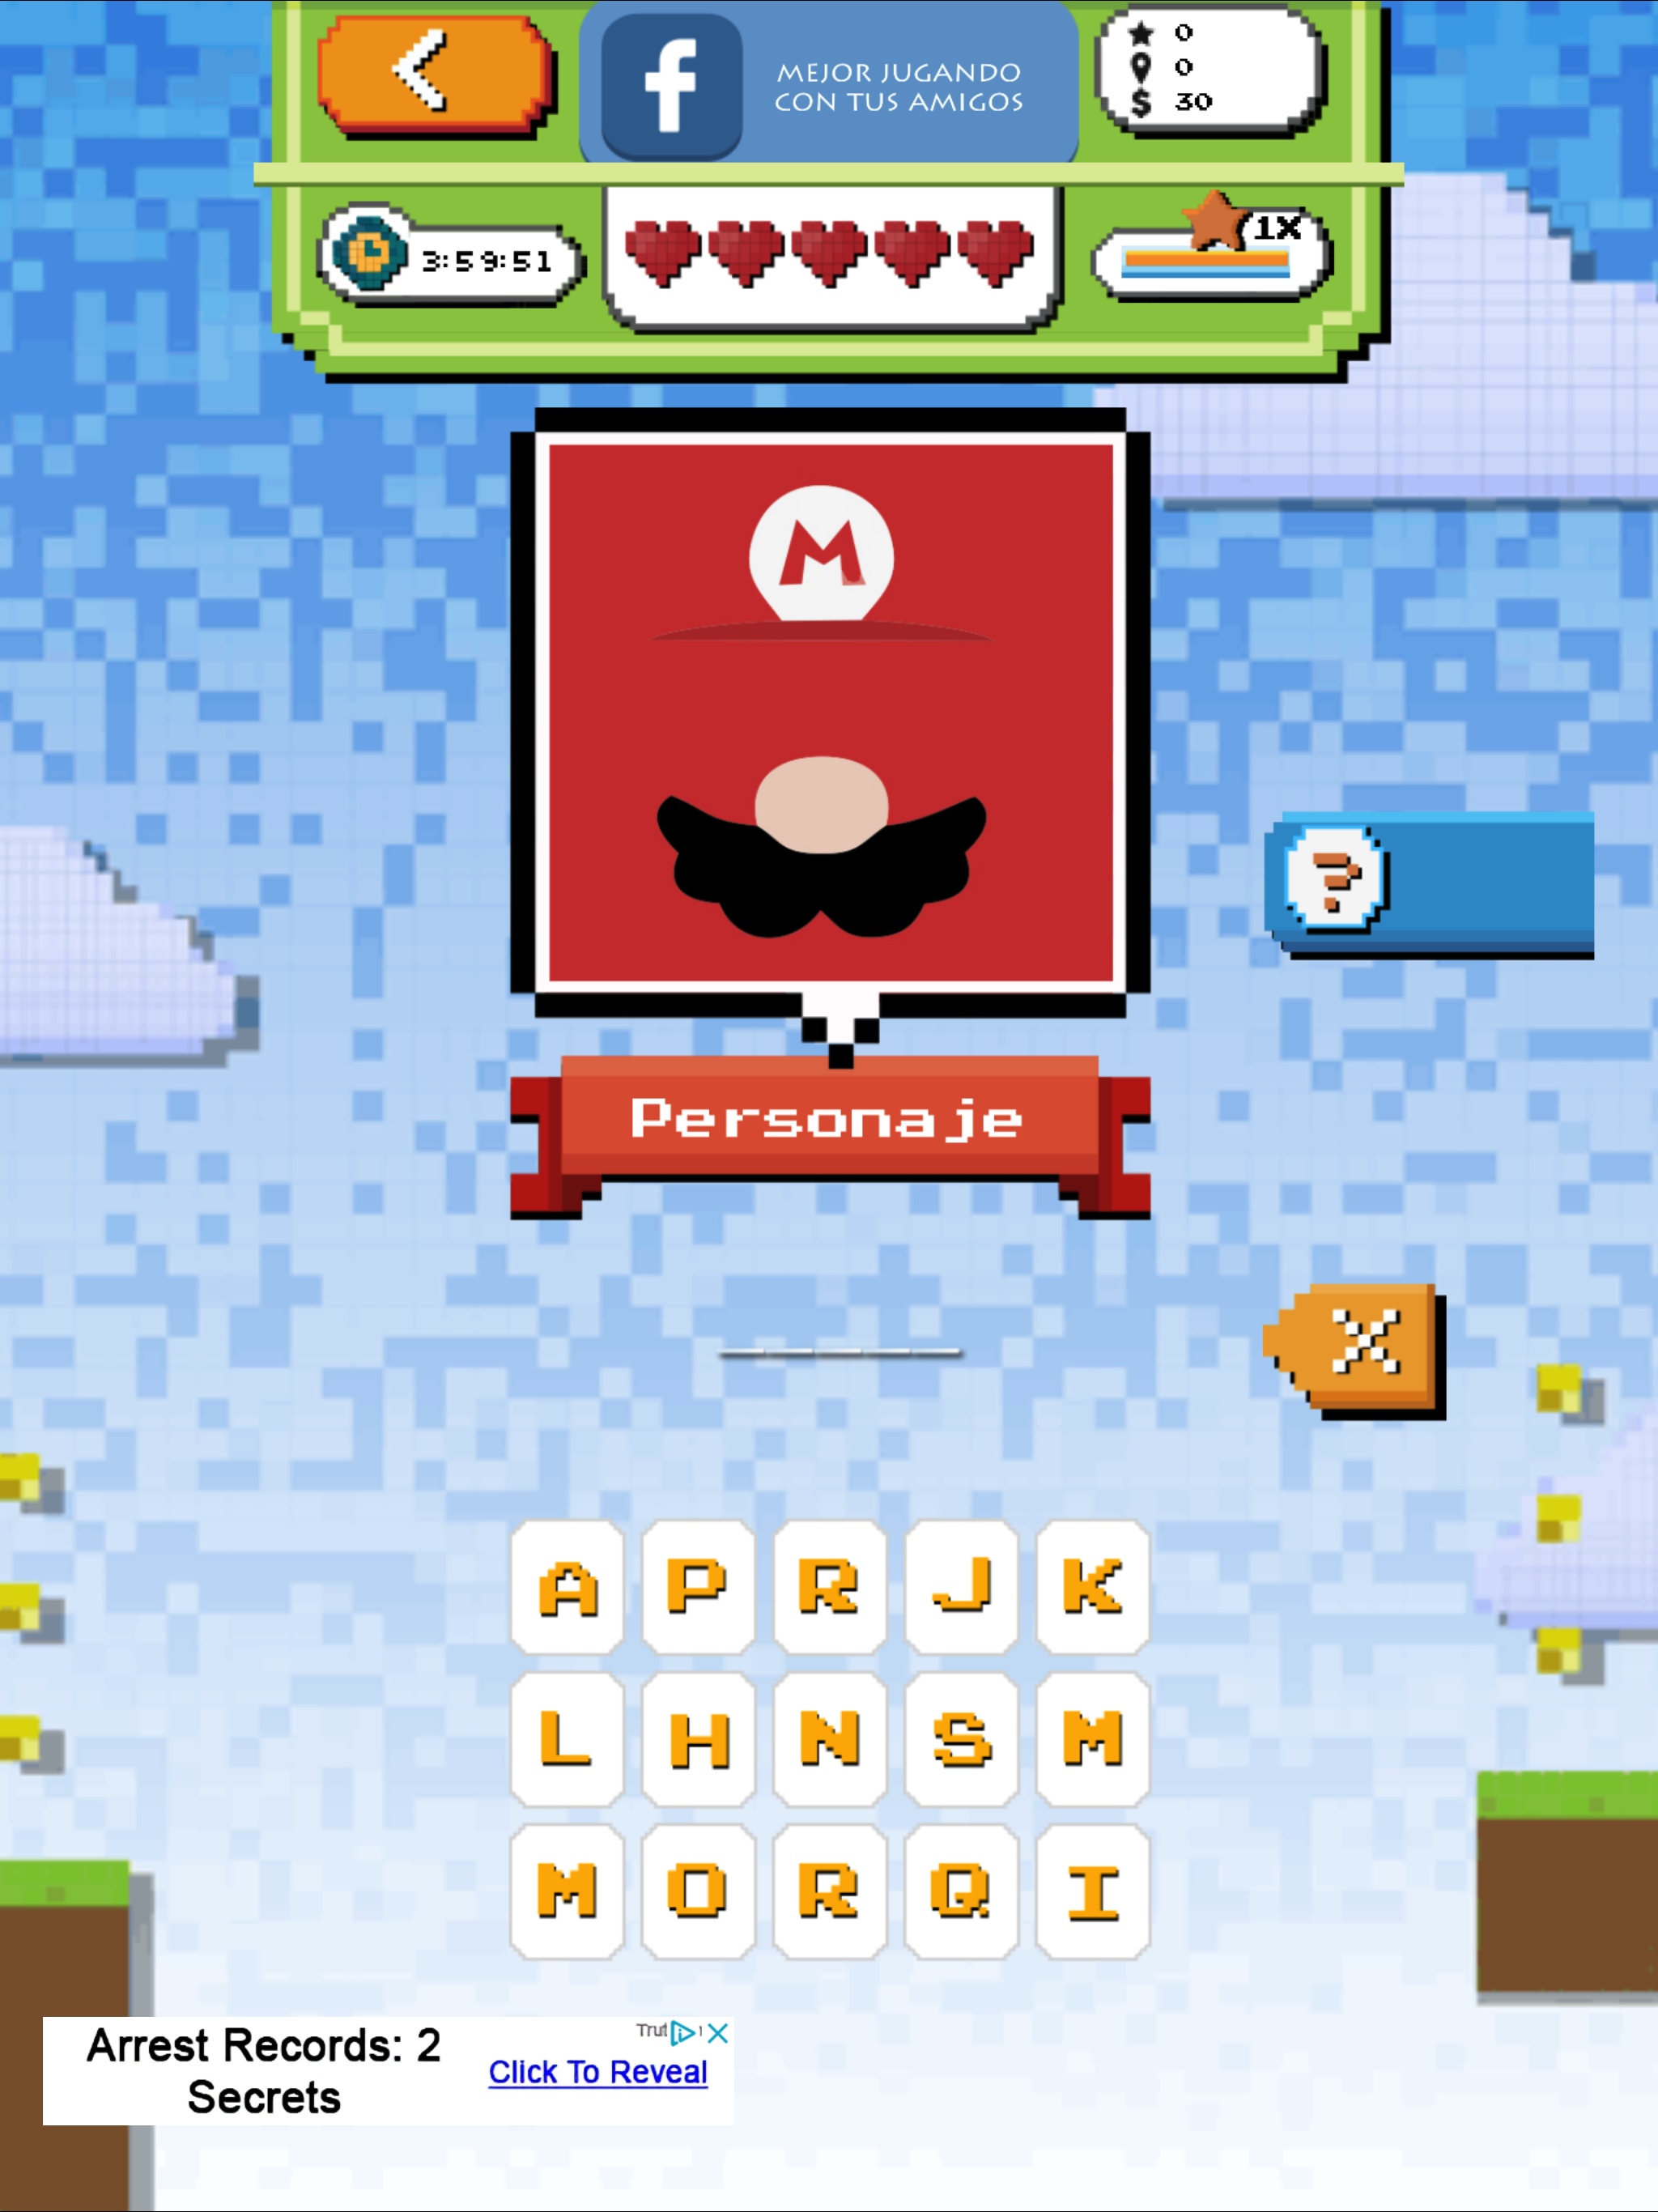 MEJOR JUGANDO
CON TUS AMIGOS
0
0
$ 30
3:59:51
1X
M
?
Personaje
A P R J K
L H N S M
M O R Q I
Arrest Records: 2
Secrets
Click To Reveal